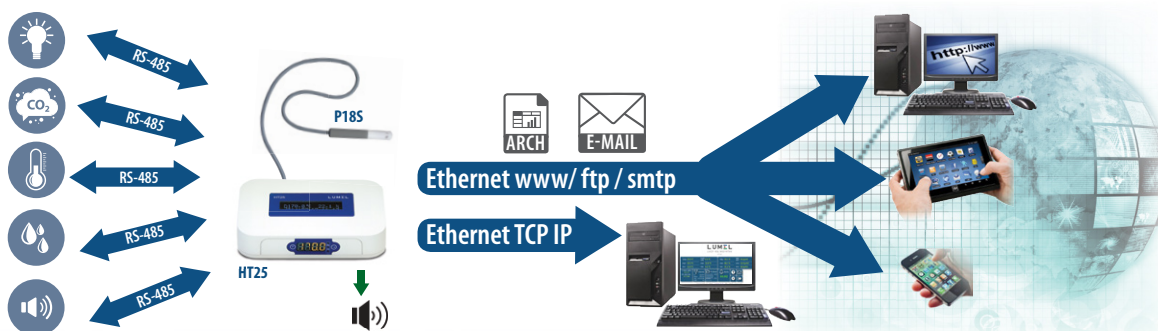 RS-485
CO₂
RS-485
RS-485
RS-485
RS-485
P18S
LUMEL
HT25
ARCH
E-MAIL
Ethernet www/ ftp / smtp
Ethernet TCP IP
http://www
LUMEL